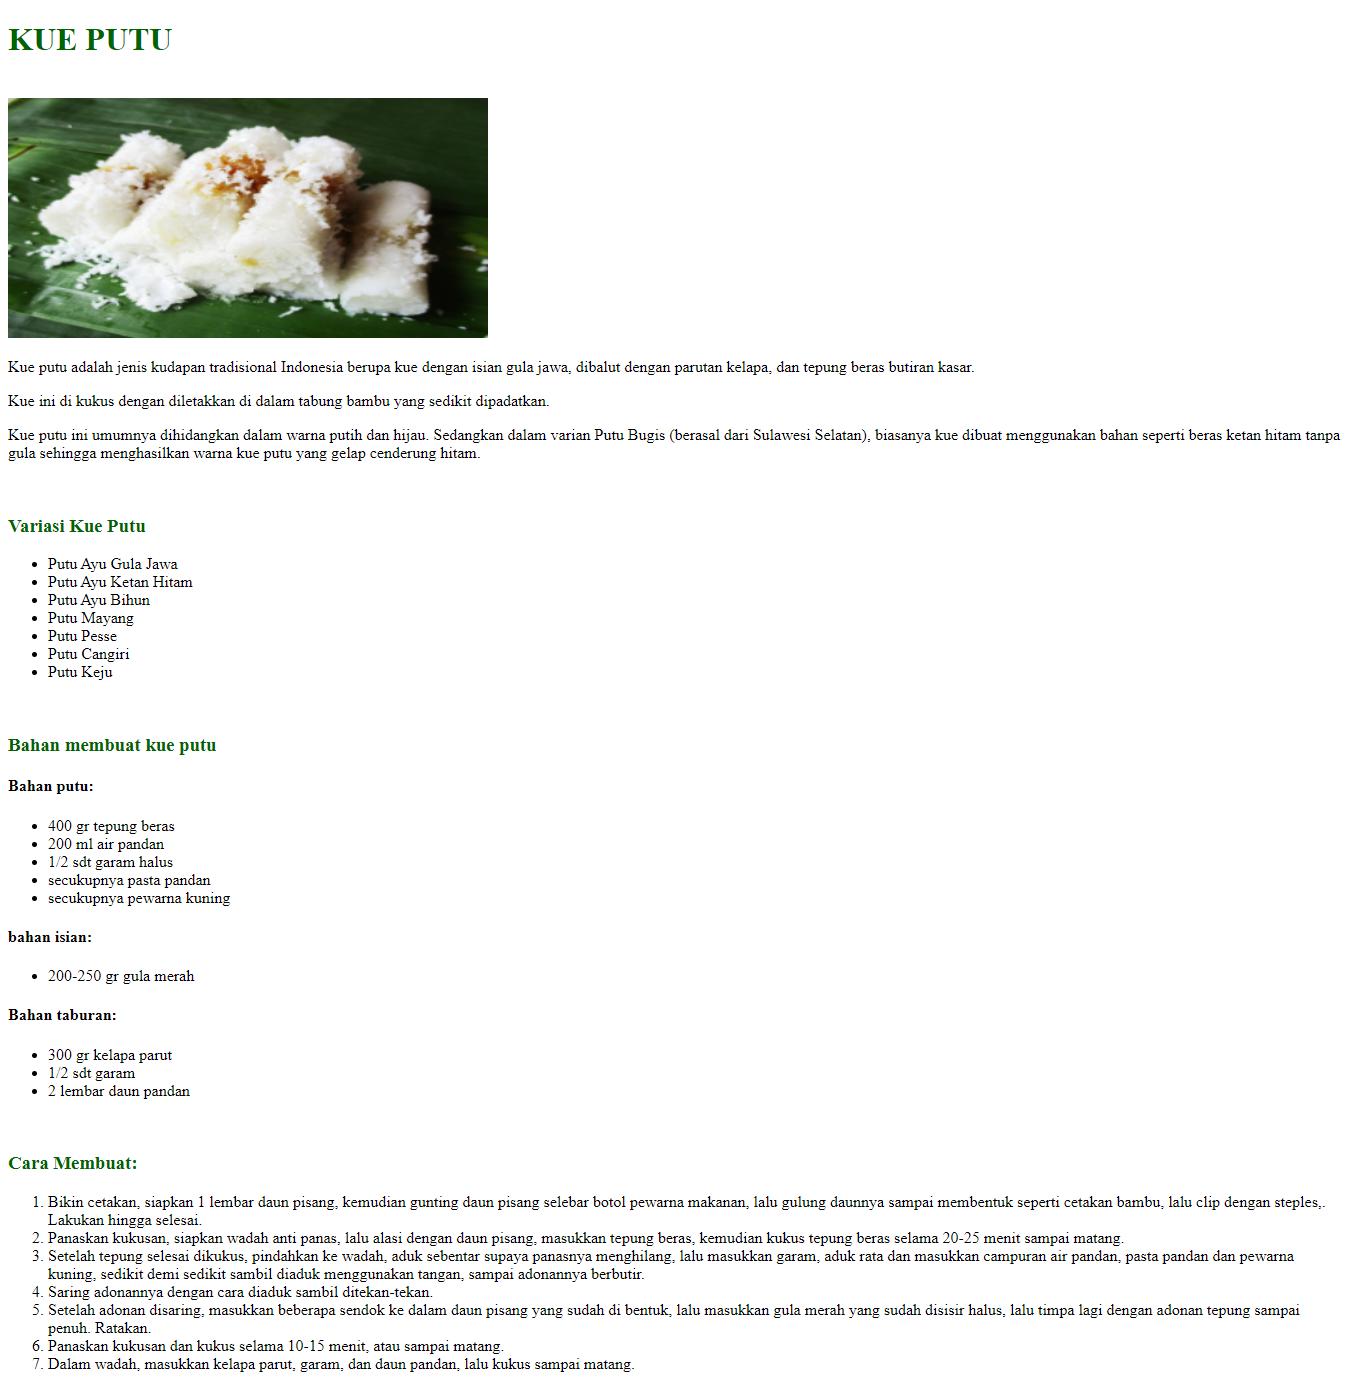 KUE PUTU
Kue putu adalah jenis kudapan tradisional Indonesia berupa kue dengan isian gula jawa, dibalut dengan parutan kelapa, dan tepung beras butiran kasar.
Kue ini di kukus dengan diletakkan di dalam tabung bambu yang sedikit dipadatkan.
Kue putu ini umumnya dihidangkan dalam warna putih dan hijau. Sedangkan dalam varian Putu Bugis (berasal dari Sulawesi Selatan), biasanya kue dibuat menggunakan bahan seperti beras ketan hitam tanpa
gula sehingga menghasilkan warna kue putu yang gelap cenderung hitam.
Variasi Kue Putu
• Putu Ayu Gula Jawa
• Putu Ayu Ketan Hitam
• Putu Ayu Bihun
• Putu Mayang
• Putu Pesse
• Putu Cangiri
• Putu Keju
Bahan membuat kue putu
Bahan putu:
• 400 gr tepung beras
• 200 ml air pandan
• 1/2 sdt garam halus
• secukupnya pasta pandan
• secukupnya pewarna kuning
bahan isian:
• 200-250 gr gula merah
Bahan taburan:
• 300 gr kelapa parut
• 1/2 sdt garam
• 2 lembar daun pandan
Cara Membuat:
1. Bikin cetakan, siapkan 1 lembar daun pisang, kemudian gunting daun pisang selebar botol pewarna makanan, lalu gulung daunnya sampai membentuk seperti cetakan bambu, lalu clip dengan steples,.
Lakukan hingga selesai.
2. Panaskan kukusan, siapkan wadah anti panas, lalu alasi dengan daun pisang, masukkan tepung beras, kemudian kukus tepung beras selama 20-25 menit sampai matang.
3. Setelah tepung selesai dikukus, pindahkan ke wadah, aduk sebentar supaya panasnya menghilang, lalu masukkan garam, aduk rata dan masukkan campuran air pandan, pasta pandan dan pewarna
kuning, sedikit demi sedikit sambil diaduk menggunakan tangan, sampai adonannya berbutir.
4. Saring adonannya dengan cara diaduk sambil ditekan-tekan.
5. Setelah adonan disaring, masukkan beberapa sendok ke dalam daun pisang yang sudah di bentuk, lalu masukkan gula merah yang sudah disisir halus, lalu timpa lagi dengan adonan tepung sampai
penuh. Ratakan.
6. Panaskan kukusan dan kukus selama 10-15 menit, atau sampai matang.
7. Dalam wadah, masukkan kelapa parut, garam, dan daun pandan, lalu kukus sampai matang.